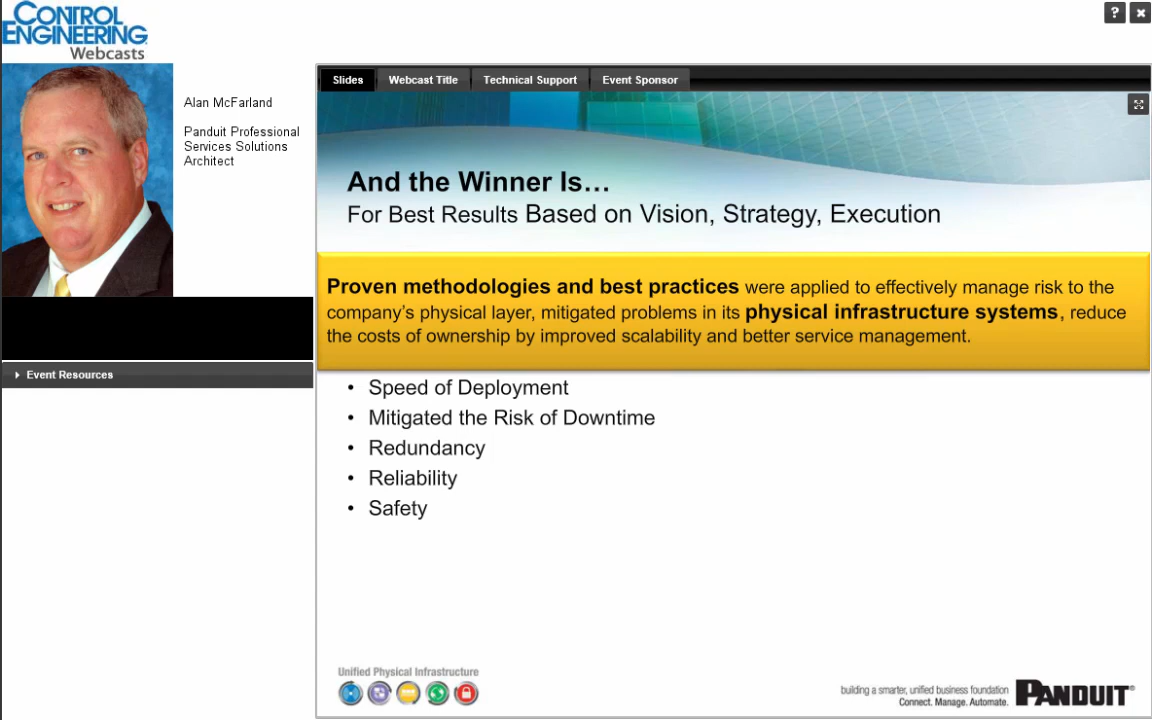 CONTROL
ENGINEERING
Webcasts
? ×
Alan McFarland
Panduit Professional
Services Solutions
Architect
Event Resources
Slides Webcast Title Technical Support Event Sponsor
And the Winner Is…
For Best Results Based on Vision, Strategy, Execution
Proven methodologies and best practices were applied to effectively manage risk to the
company's physical layer, mitigated problems in its physical infrastructure systems, reduce
the costs of ownership by improved scalability and better service management.
• Speed of Deployment
• Mitigated the Risk of Downtime
• Redundancy
• Reliability
• Safety
Unified Physical Infrastructure
building a smarter, unified business foundation
Connect. Manage. Automate.
PANDUIT®